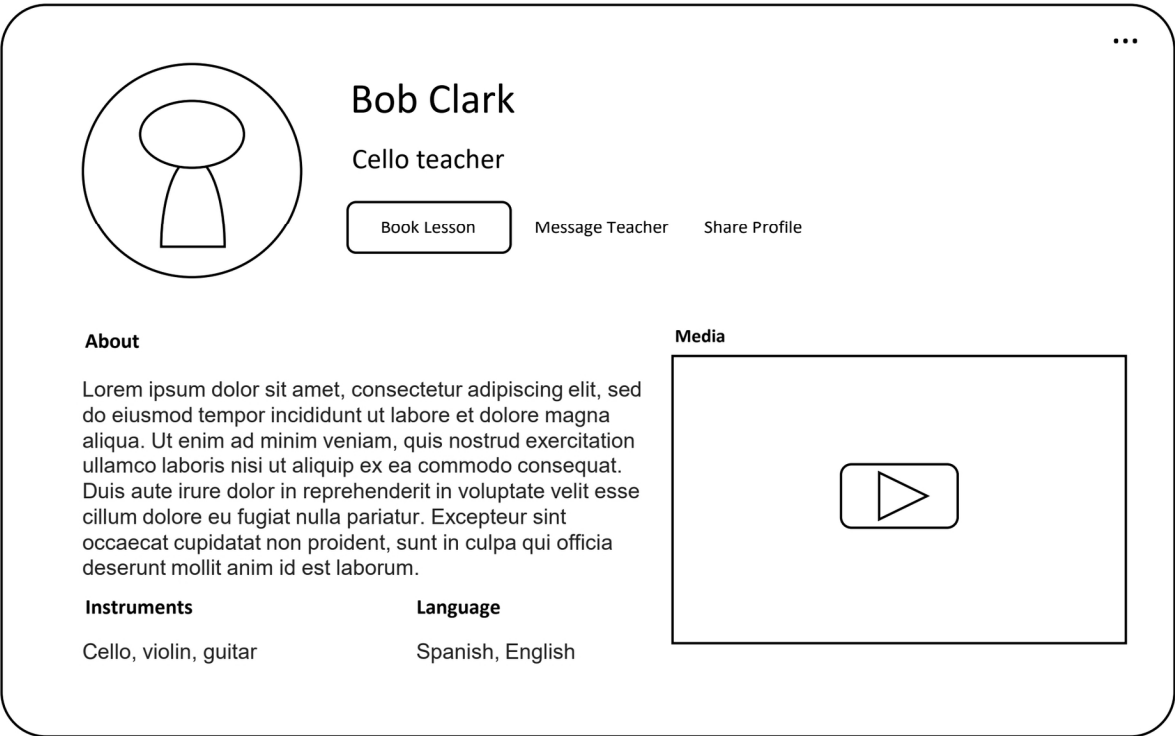 Bob Clark
Cello teacher
Book Lesson
Message Teacher
Share Profile
About
Lorem ipsum dolor sit amet, consectetur adipiscing elit, sed
do eiusmod tempor incididunt ut labore et dolore magna
aliqua. Ut enim ad minim veniam, quis nostrud exercitation
ullamco laboris nisi ut aliquip ex ea commodo consequat.
Duis aute irure dolor in reprehenderit in voluptate velit esse
cillum dolore eu fugiat nulla pariatur. Excepteur sint
occaecat cupidatat non proident, sunt in culpa qui officia
deserunt mollit anim id est laborum.
Instruments
Cello, violin, guitar
Language
Spanish, English
Media